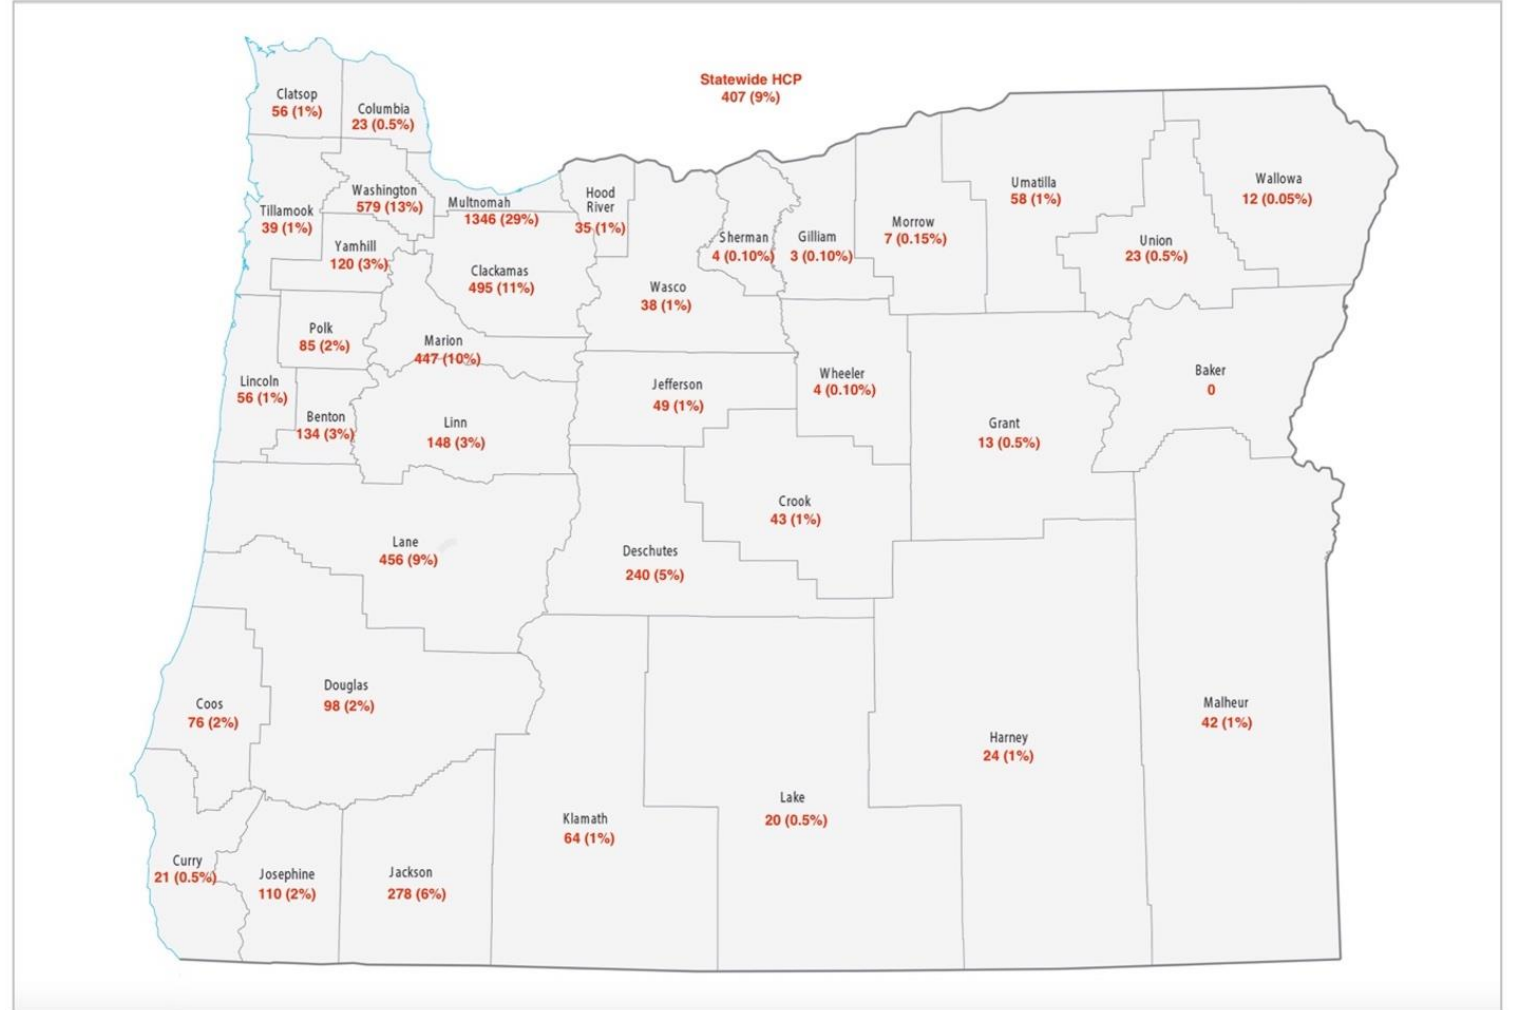 Statewide HCP
407 (9%)
Clatsop
56 (1%)
Columbia
23 (0.5%)
Washington
579 (13%)
Multnomah
1346 (29%)
Hood
River
35 (1%)
Tillamook
39 (1%)
Yamhill
120 (3%)
Clackamas
495 (11%)
Wasco
38 (1%)
Sherman
4 (0.10%)
Gilliam
3 (0.10%)
Morrow
7 (0.15%)
Umatilla
58 (1%)
Union
23 (0.5%)
Wallowa
12 (0.05%)
Polk
85 (2%)
Marion
447 (10%)
Lincoln
56 (1%)
Benton
134 (3%)
Linn
148 (3%)
Jefferson
49 (1%)
Wheeler
4 (0.10%)
Grant
13 (0.5%)
Baker
0
Lane
456 (9%)
Deschutes
240 (5%)
Crook
43 (1%)
Coos
76 (2%)
Douglas
98 (2%)
Harney
24 (1%)
Malheur
42 (1%)
Curry
21 (0.5%)
Josephine
110 (2%)
Jackson
278 (6%)
Klamath
64 (1%)
Lake
20 (0.5%)